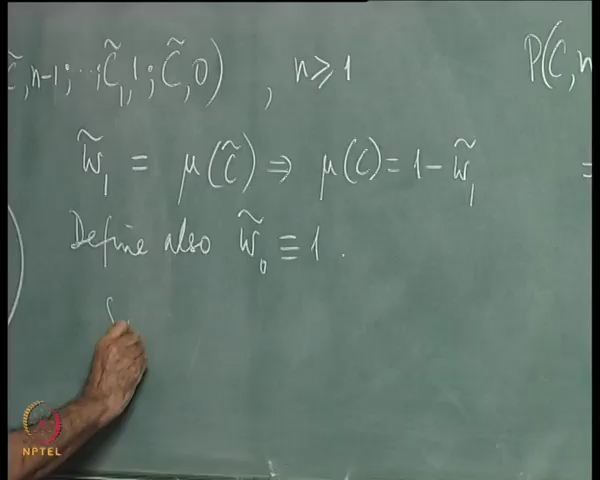 C̃, n-1; ...; C̃, 1; C̃, 0) , n ≥ 1
P(C, n
W̃₁ = μ(C̃) ⇒ μ(C) = 1 - W̃₁
=
Define also W̃₀ ≡ 1 .
NPTEL